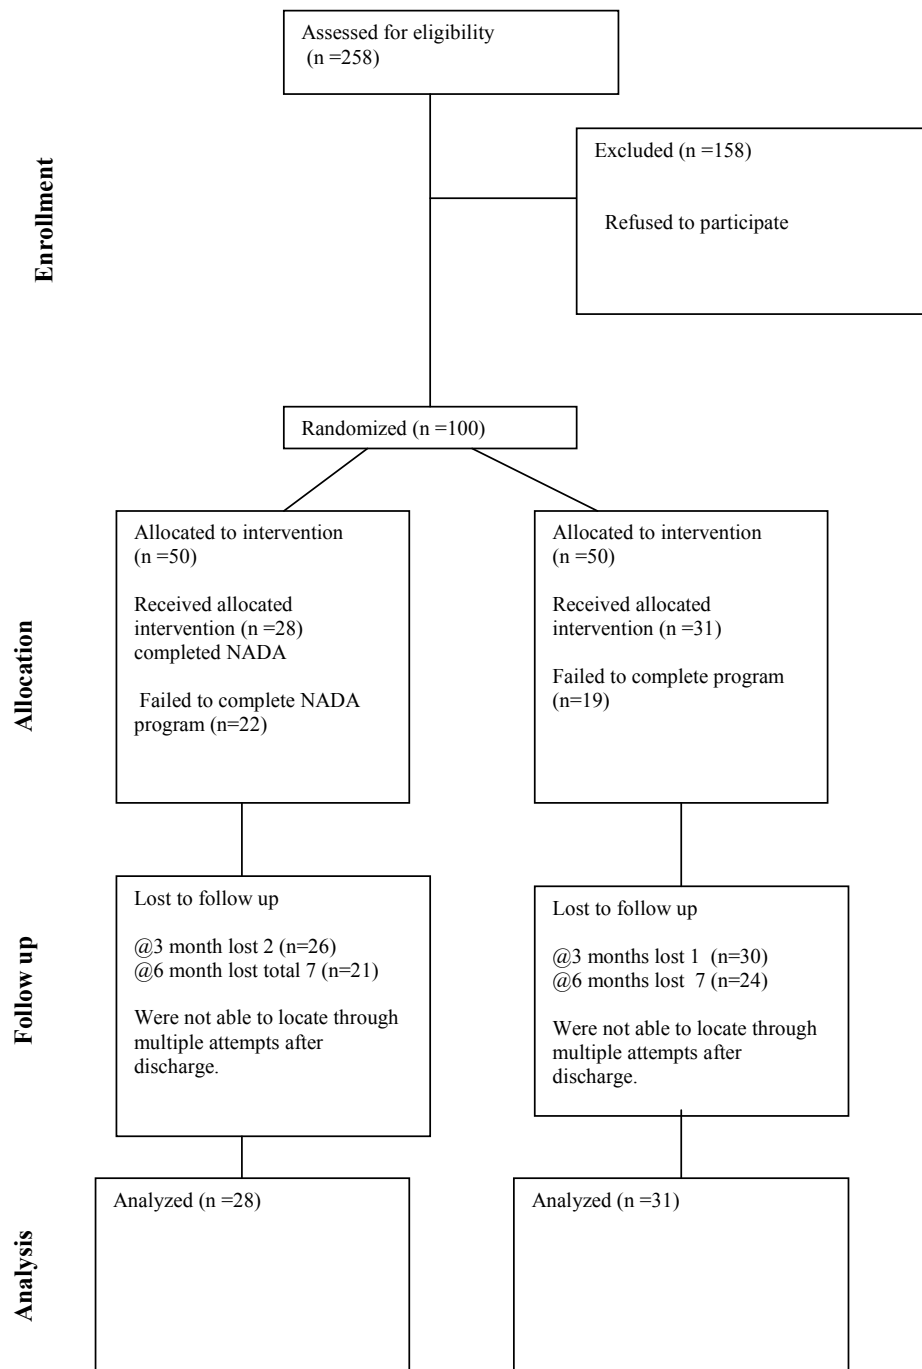 Assessed for eligibility
(n =258)
Enrollment
Excluded (n =158)
Refused to participate
Randomized (n =100)
Allocation
Allocated to intervention
(n =50)
Received allocated
intervention (n =28)
completed NADA
Failed to complete NADA
program (n=22)
Allocated to intervention
(n =50)
Received allocated
intervention (n =31)
Failed to complete program
(n=19)
Follow up
Lost to follow up
@3 month lost 2 (n=26)
@6 month lost total 7 (n=21)
Were not able to locate through
multiple attempts after
discharge.
Lost to follow up
@3 months lost 1  (n=30)
@6 months lost  7 (n=24)
Were not able to locate through
multiple attempts after
discharge.
Analysis
Analyzed (n =28)
Analyzed (n =31)